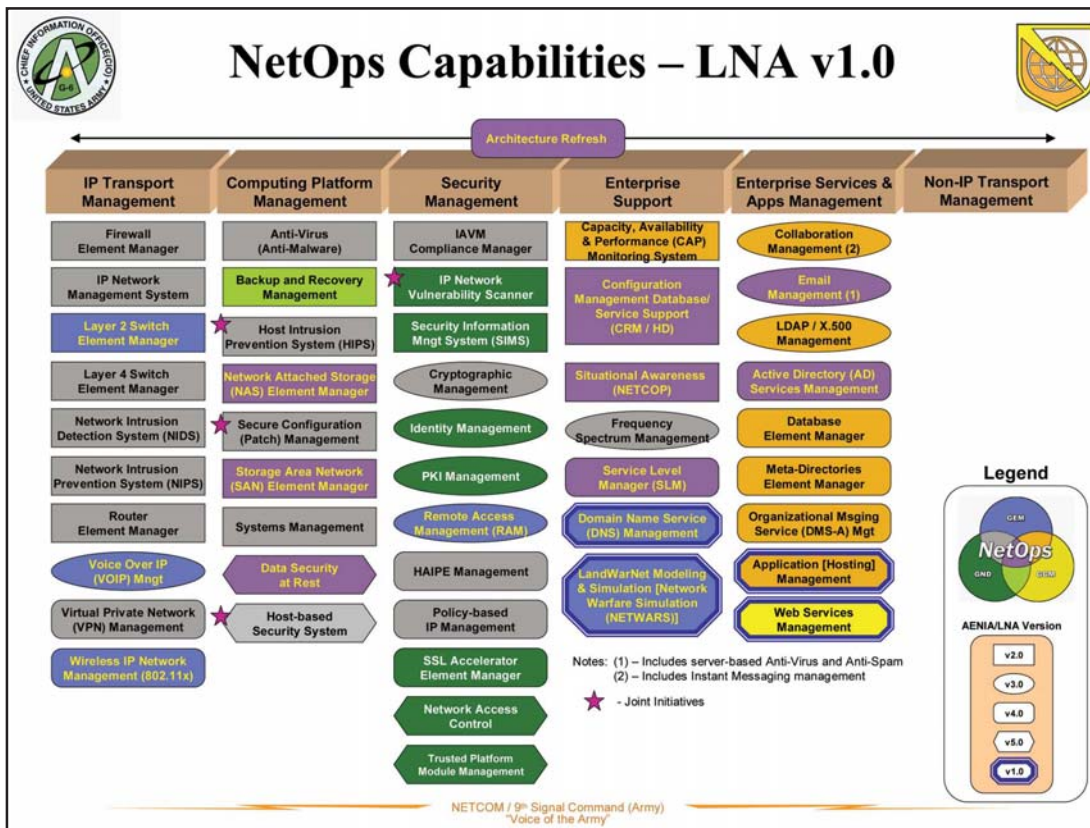 CHIEF INFORMATION OFFICE(CIO)
G-6
UNITED STATES ARMY
NetOps Capabilities – LNA v1.0
Architecture Refresh
IP Transport
Management
Firewall
Element Manager
IP Network
Management System
Layer 2 Switch
Element Manager
Layer 4 Switch
Element Manager
Network Intrusion
Detection System (NIDS)
Network Intrusion
Prevention System (NIPS)
Router
Element Manager
Voice Over IP
(VOIP) Mngt
Virtual Private Network
(VPN) Management
Wireless IP Network
Management (802.11x)
Computing Platform
Management
Anti-Virus
(Anti-Malware)
Backup and Recovery
Management
Host Intrusion
Prevention System (HIPS)
Network Attached Storage
(NAS) Element Manager
Secure Configuration
(Patch) Management
Storage Area Network
(SAN) Element Manager
Systems Management
Data Security
at Rest
Host-based
Security System
Security
Management
IAVM
Compliance Manager
IP Network
Vulnerability Scanner
Security Information
Mngt System (SIMS)
Cryptographic
Management
Identity Management
PKI Management
Remote Access
Management (RAM)
HAIPE Management
Policy-based
IP Management
SSL Accelerator
Element Manager
Network Access
Control
Trusted Platform
Module Management
Enterprise
Support
Capacity, Availability
& Performance (CAP)
Monitoring System
Configuration
Management Database/
Service Support
(CRM / HD)
Situational Awareness
(NETCOP)
Frequency
Spectrum Management
Service Level
Manager (SLM)
Domain Name Service
(DNS) Management
LandWarNet Modeling
& Simulation [Network
Warfare Simulation
(NETWARS)]
Enterprise Services &
Apps Management
Collaboration
Management (2)
Email
Management (1)
LDAP / X.500
Management
Active Directory (AD)
Services Management
Database
Element Manager
Meta-Directories
Element Manager
Organizational Msging
Service (DMS-A) Mgt
Application [Hosting]
Management
Web Services
Management
Non-IP Transport
Management
Notes: (1) – Includes server-based Anti-Virus and Anti-Spam
(2) – Includes Instant Messaging management
- Joint Initiatives
Legend
GEM
NetOps
GND
GCM
AENIA/LNA Version
v2.0
v3.0
v4.0
v5.0
v1.0
NETCOM / 9th Signal Command (Army)
"Voice of the Army"